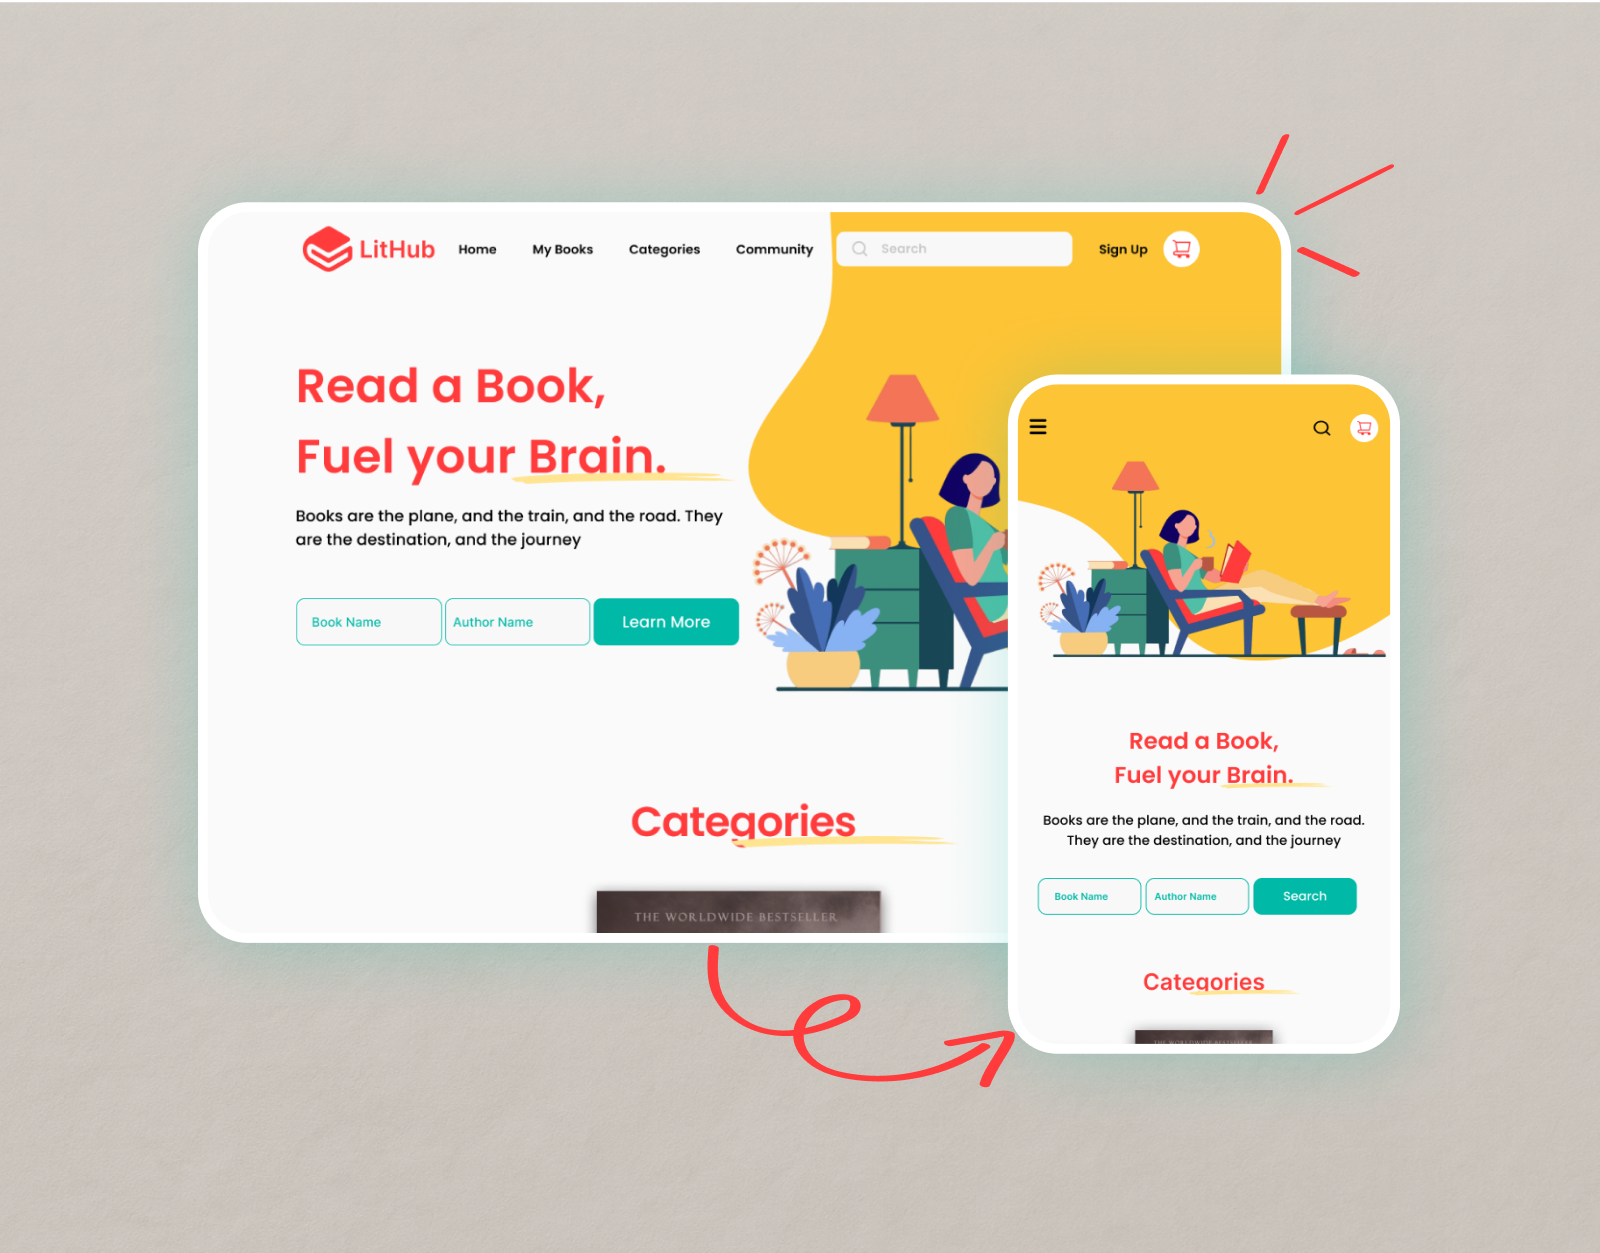 LitHub
Home
My Books
Categories
Community
Search
Sign Up
Read a Book,
Fuel your Brain.
Books are the plane, and the train, and the road. They
are the destination, and the journey
Book Name
Author Name
Learn More
Categories
THE WORLDWIDE BESTSELLER
Read a Book,
Fuel your Brain.
Books are the plane, and the train, and the road.
They are the destination, and the journey
Book Name
Author Name
Search
Categories
THE WORLDWIDE BESTSELLER